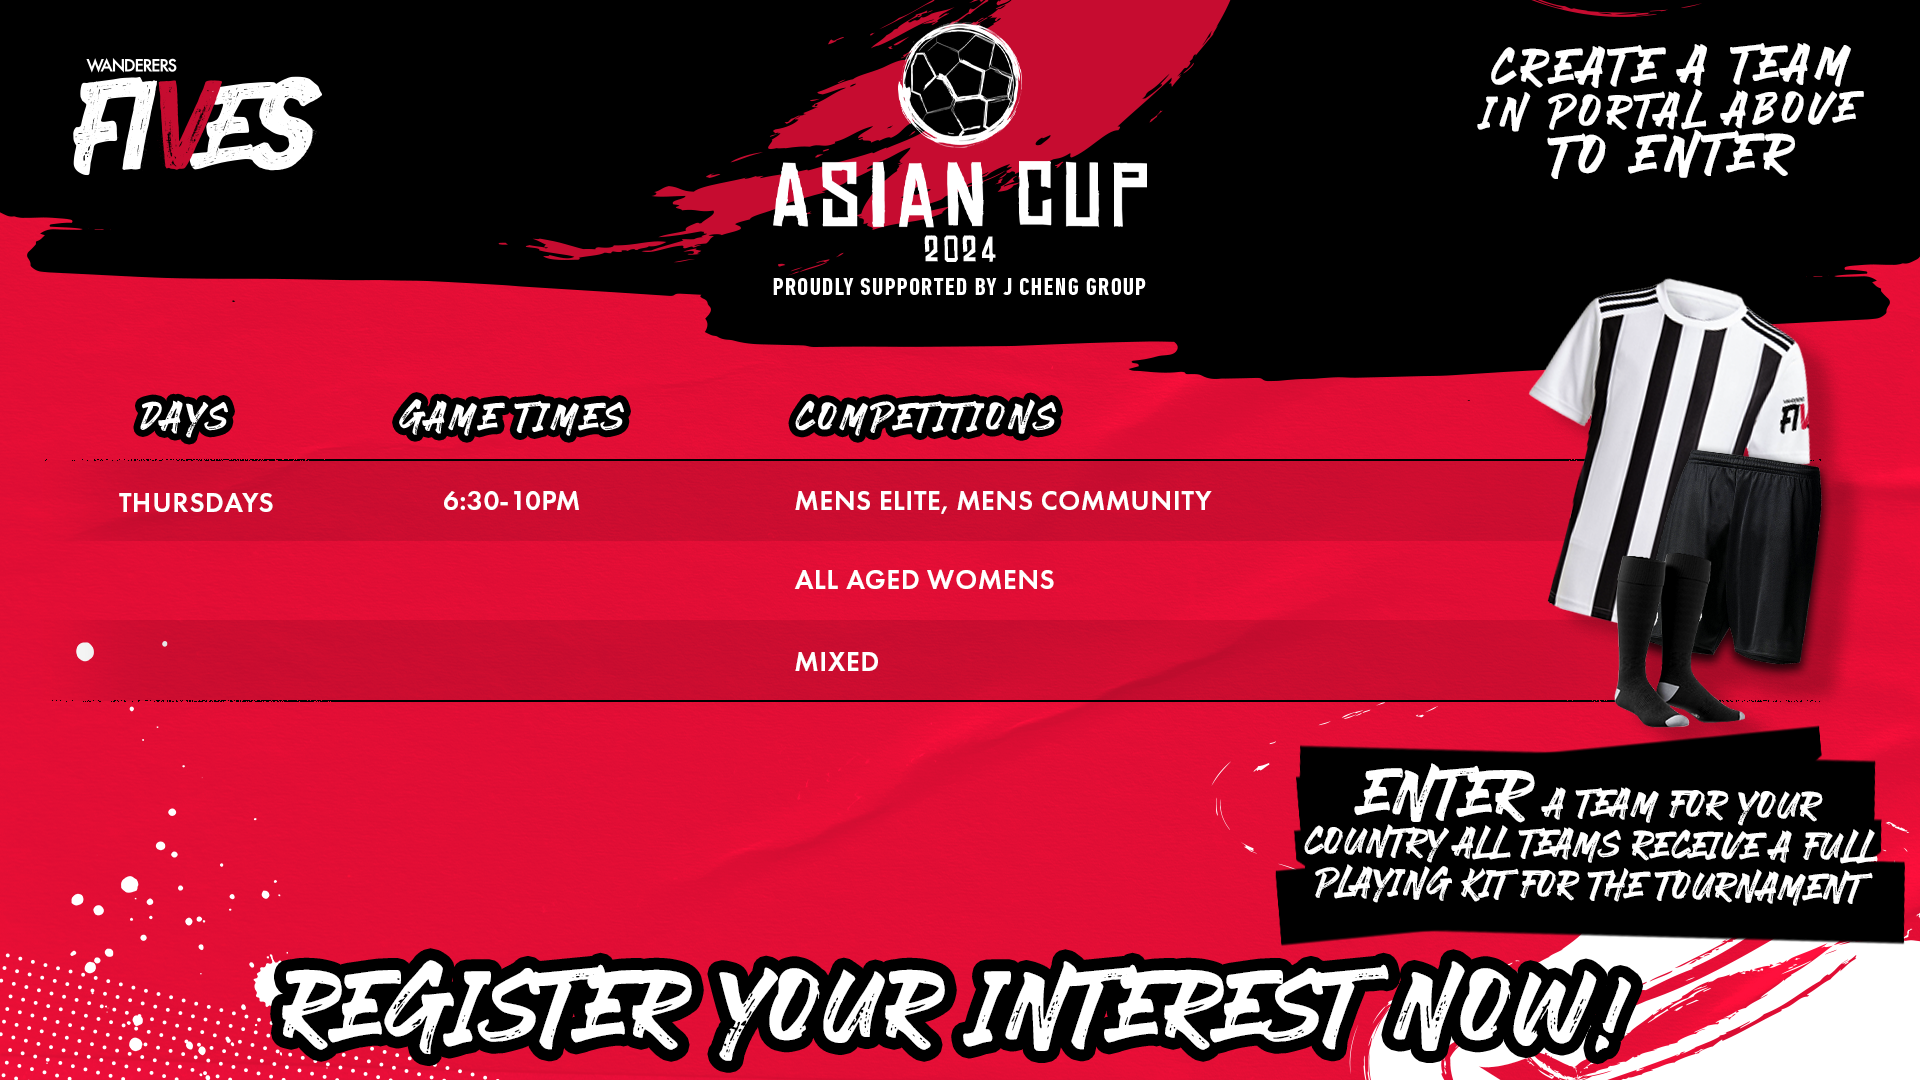 WANDERERS
FIVES
ASIAN CUP
2024
PROUDLY SUPPORTED BY J CHENG GROUP
CREATE A TEAM
IN PORTAL ABOVE
TO ENTER
DAYS GAME TIMES COMPETITIONS
THURSDAYS 6:30-10PM MENS ELITE, MENS COMMUNITY
ALL AGED WOMENS
MIXED
WANDERERS
FIV
ENTER A TEAM FOR YOUR
COUNTRY ALL TEAMS RECEIVE A FULL
PLAYING KIT FOR THE TOURNAMENT
REGISTER YOUR INTEREST NOW!